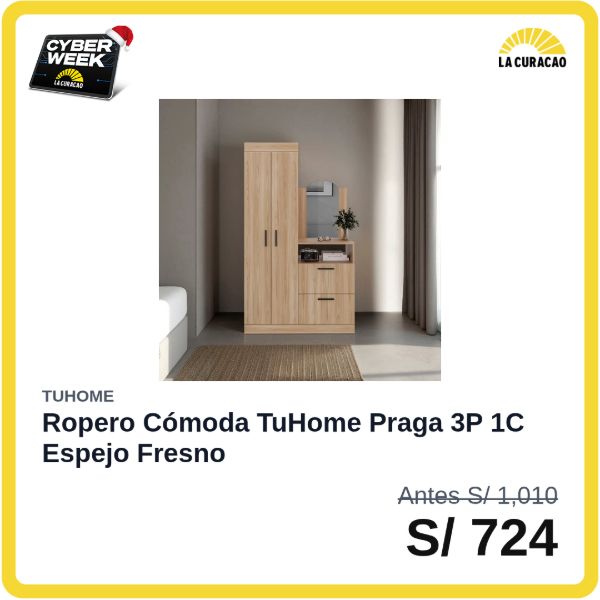 CYBER
WEEK
LA CURACAO
LA CURACAO
TUHOME
Ropero Cómoda TuHome Praga 3P 1C
Espejo Fresno
Antes S/ 1,010
S/ 724